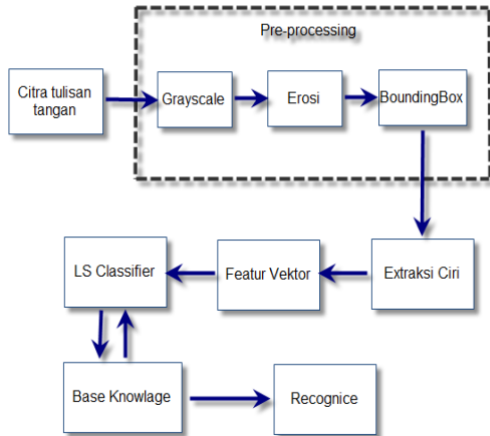 Pre-processing
Citra tulisan
tangan
Grayscale
Erosi
BoundingBox
Extraksi Ciri
Featur Vektor
LS Classifier
Base Knowlage
Recognice